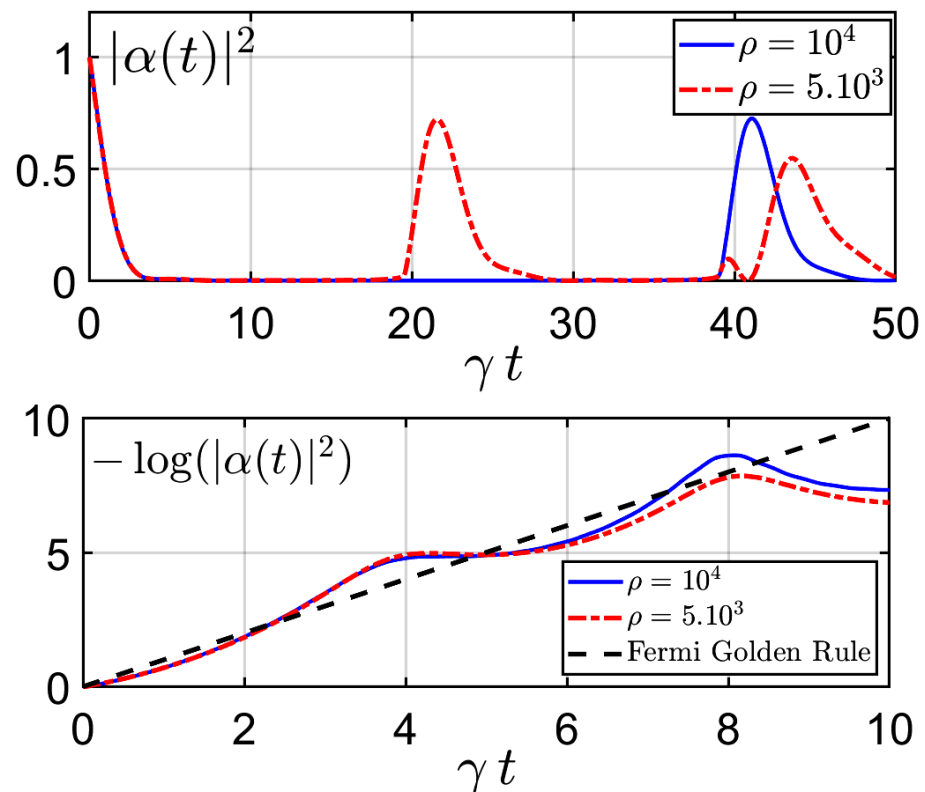 |α(t)|²
ρ = 10⁴
ρ = 5.10³
1
0.5
0
0 10 20 30 40 50
γ t
10
5
0
− log(|α(t)|²)
ρ = 10⁴
ρ = 5.10³
Fermi Golden Rule
0 2 4 6 8 10
γ t